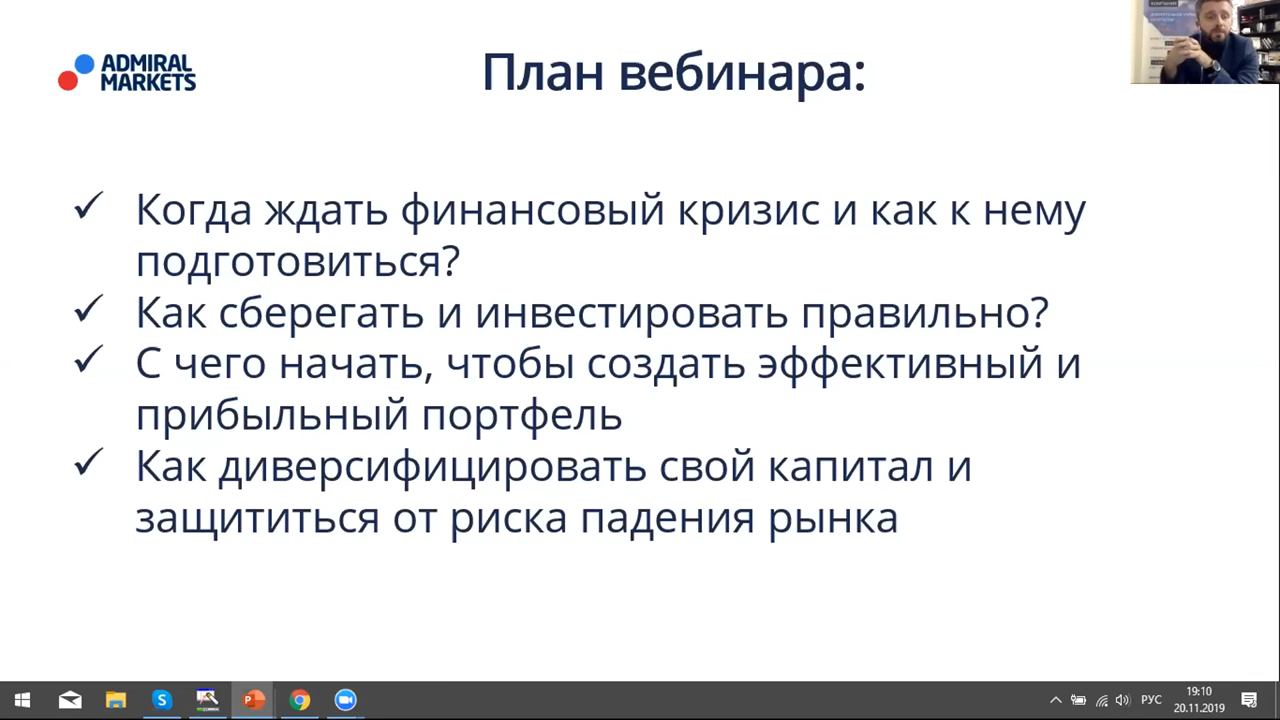 ADMIRAL
MARKETS
План вебинара:
КОМПАНИЯ
✓ Когда ждать финансовый кризис и как к нему
подготовиться?
✓ Как сберегать и инвестировать правильно?
✓ С чего начать, чтобы создать эффективный и
прибыльный портфель
✓ Как диверсифицировать свой капитал и
защититься от риска падения рынка
РУС
19:10
20.11.2019